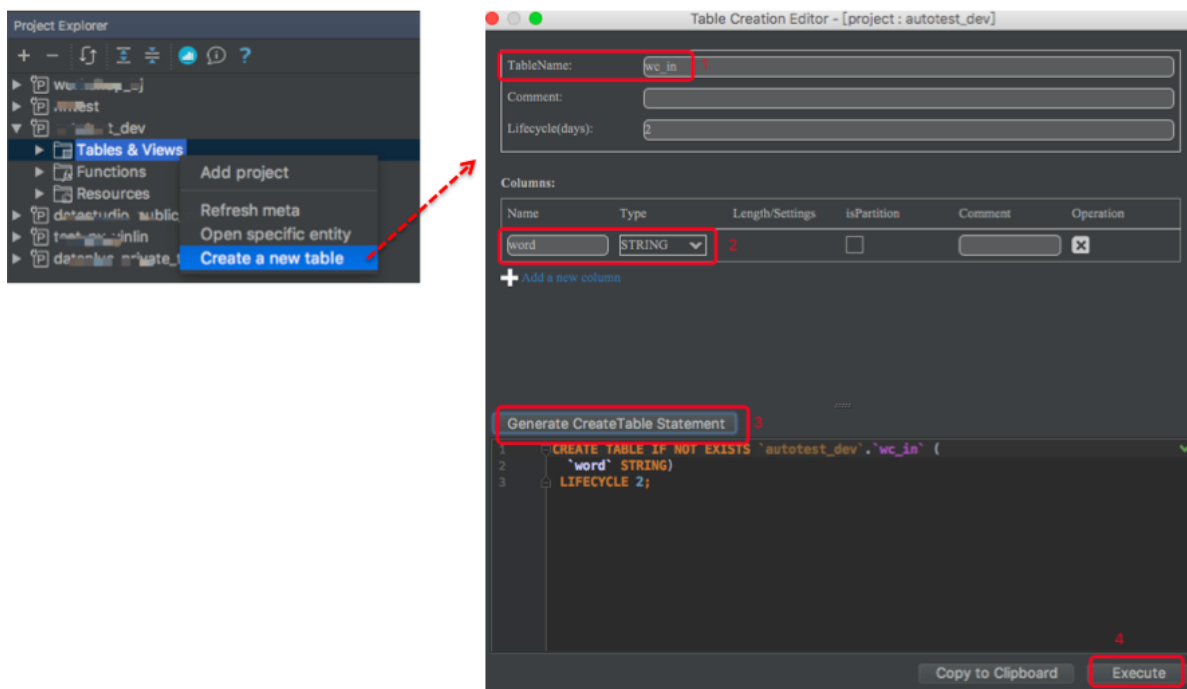 Project Explorer
Tables & Views
Functions
Resources
Add project
Refresh meta
Open specific entity
Create a new table
Table Creation Editor - [project : autotest_dev]
TableName: wc_in 1
Comment:
Lifecycle(days): 2
Columns:
Name Type Length/Settings isPartition Comment Operation
word STRING 2
Add a new column
Generate CreateTable Statement 3
1 CREATE TABLE IF NOT EXISTS `autotest_dev`.`wc_in` (
2 `word` STRING)
3 LIFECYCLE 2;
4
Copy to Clipboard Execute